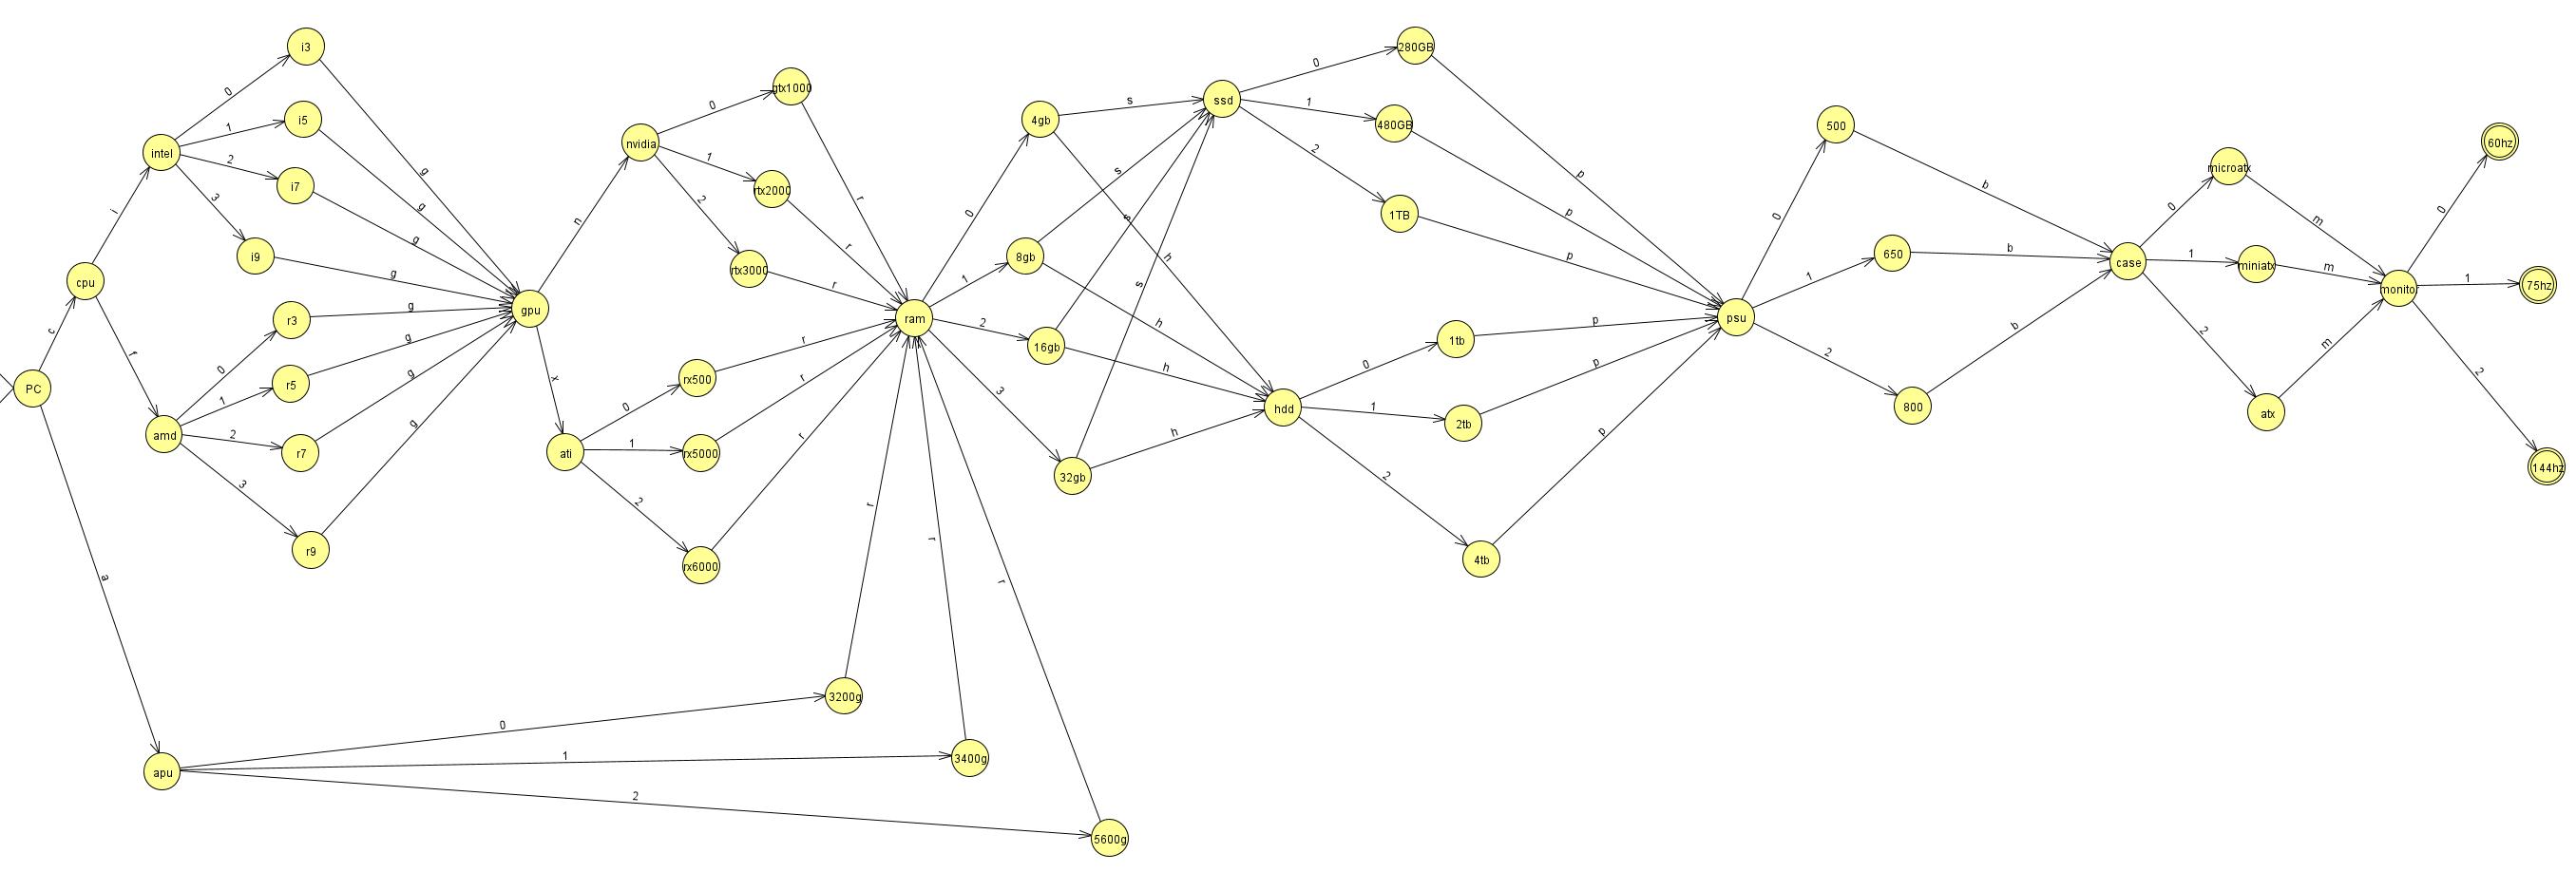 PC
c
a
cpu
i
f
intel
0
1
2
3
i3
i5
i7
i9
g
g
g
g
amd
0
1
2
3
r3
r5
r7
r9
g
g
g
g
apu
0
1
2
3200g
3400g
5600g
r
r
r
gpu
n
x
nvidia
0
1
2
gtx1000
rtx2000
rtx3000
r
r
r
ati
0
1
2
rx500
rx5000
rx6000
r
r
r
ram
0
1
2
3
4gb
8gb
16gb
32gb
s
s
s
s
h
h
h
h
ssd
0
1
2
280GB
480GB
1TB
p
p
p
hdd
0
1
2
1tb
2tb
4tb
p
p
p
psu
0
1
2
500
650
800
b
b
b
case
0
1
2
microatx
miniatx
atx
m
m
m
monitor
0
1
2
60hz
75hz
144hz